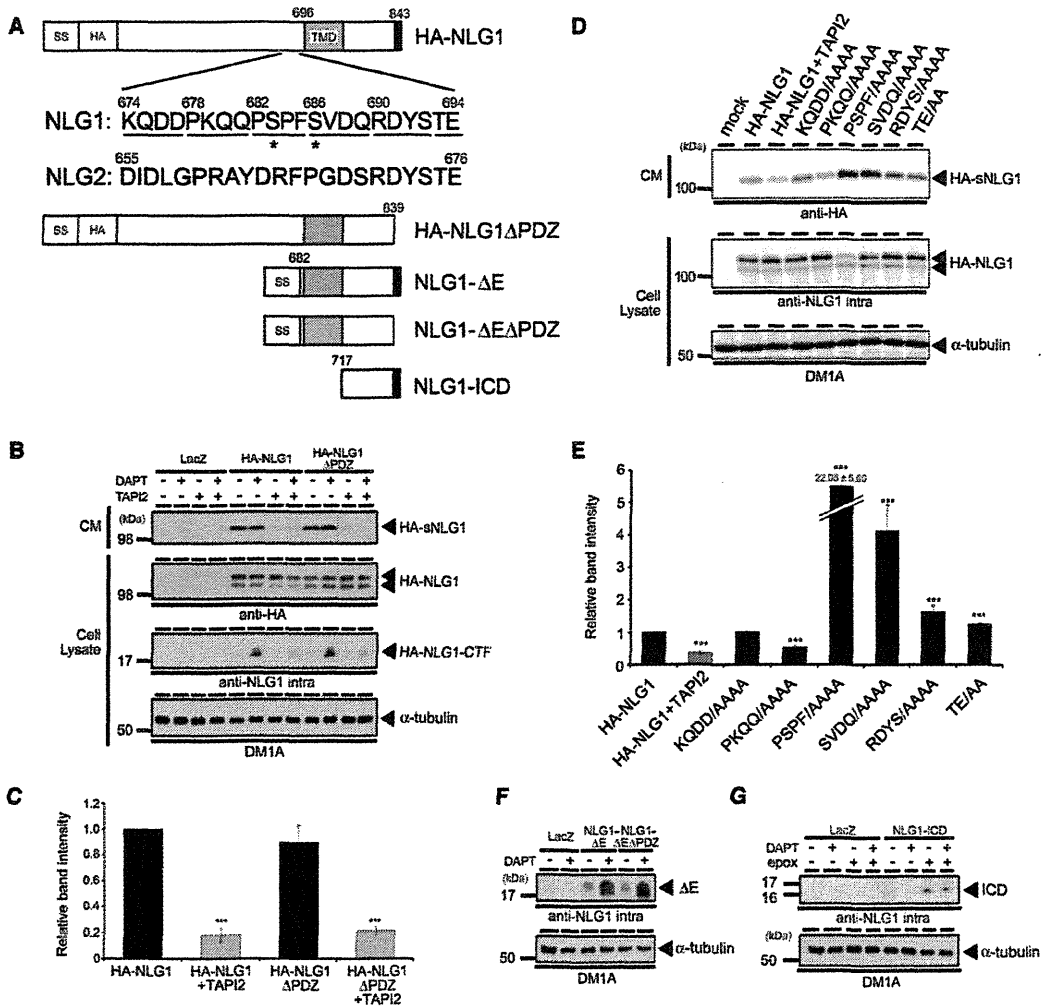 A
696
843
SS
HA
TMD
HA-NLG1
674 678 682 686 690 694
NLG1: KQDDPKQQPSPFSVDQRDYSTE
* *
655 676
NLG2: DIDLGPRAYDRFPGDSRDYSTE
839
SS
HA
HA-NLG1ΔPDZ
682
SS
NLG1-ΔE
SS
NLG1-ΔEΔPDZ
717
NLG1-ICD
B
LacZ
HA-NLG1
HA-NLG1
ΔPDZ
DAPT - + - + - + - + - + - +
TAPI2 - - + + - - + + - - + +
(kDa)
CM
98
HA-sNLG1
98
HA-NLG1
anti-HA
Cell
Lysate
17
HA-NLG1-CTF
anti-NLG1 intra
50
α-tubulin
DM1A
C
Relative band intensity
1.2
1
0.8
0.6
0.4
0.2
0
***
***
HA-NLG1
HA-NLG1
+TAPI2
HA-NLG1
ΔPDZ
HA-NLG1
ΔPDZ
+TAPI2
D
mock
HA-NLG1
HA-NLG1+TAPI2
KQDD/AAAA
PKQQ/AAAA
PSPF/AAAA
SVDQ/AAAA
RDYS/AAAA
TE/AA
(kDa)
CM
100
HA-sNLG1
anti-HA
100
HA-NLG1
anti-NLG1 intra
Cell
Lysate
50
α-tubulin
DM1A
E
Relative band intensity
6
5
4
3
2
1
0
***
***
***
***
***
***
HA-NLG1
HA-NLG1+TAPI2
KQDD/AAAA
PKQQ/AAAA
PSPF/AAAA
SVDQ/AAAA
RDYS/AAAA
TE/AA
F
LacZ
NLG1-
ΔE
NLG1-
ΔEΔPDZ
DAPT - + - + - +
(kDa)
17
ΔE
anti-NLG1 intra
50
α-tubulin
DM1A
G
LacZ
NLG1-ICD
DAPT - + - + - + - +
epox - - + + - - + +
17
16
ICD
anti-NLG1 intra
(kDa)
50
α-tubulin
DM1A